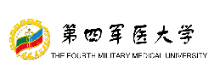 第四军医大学
THE FOURTH MILITARY MEDICAL UNIVERSITY